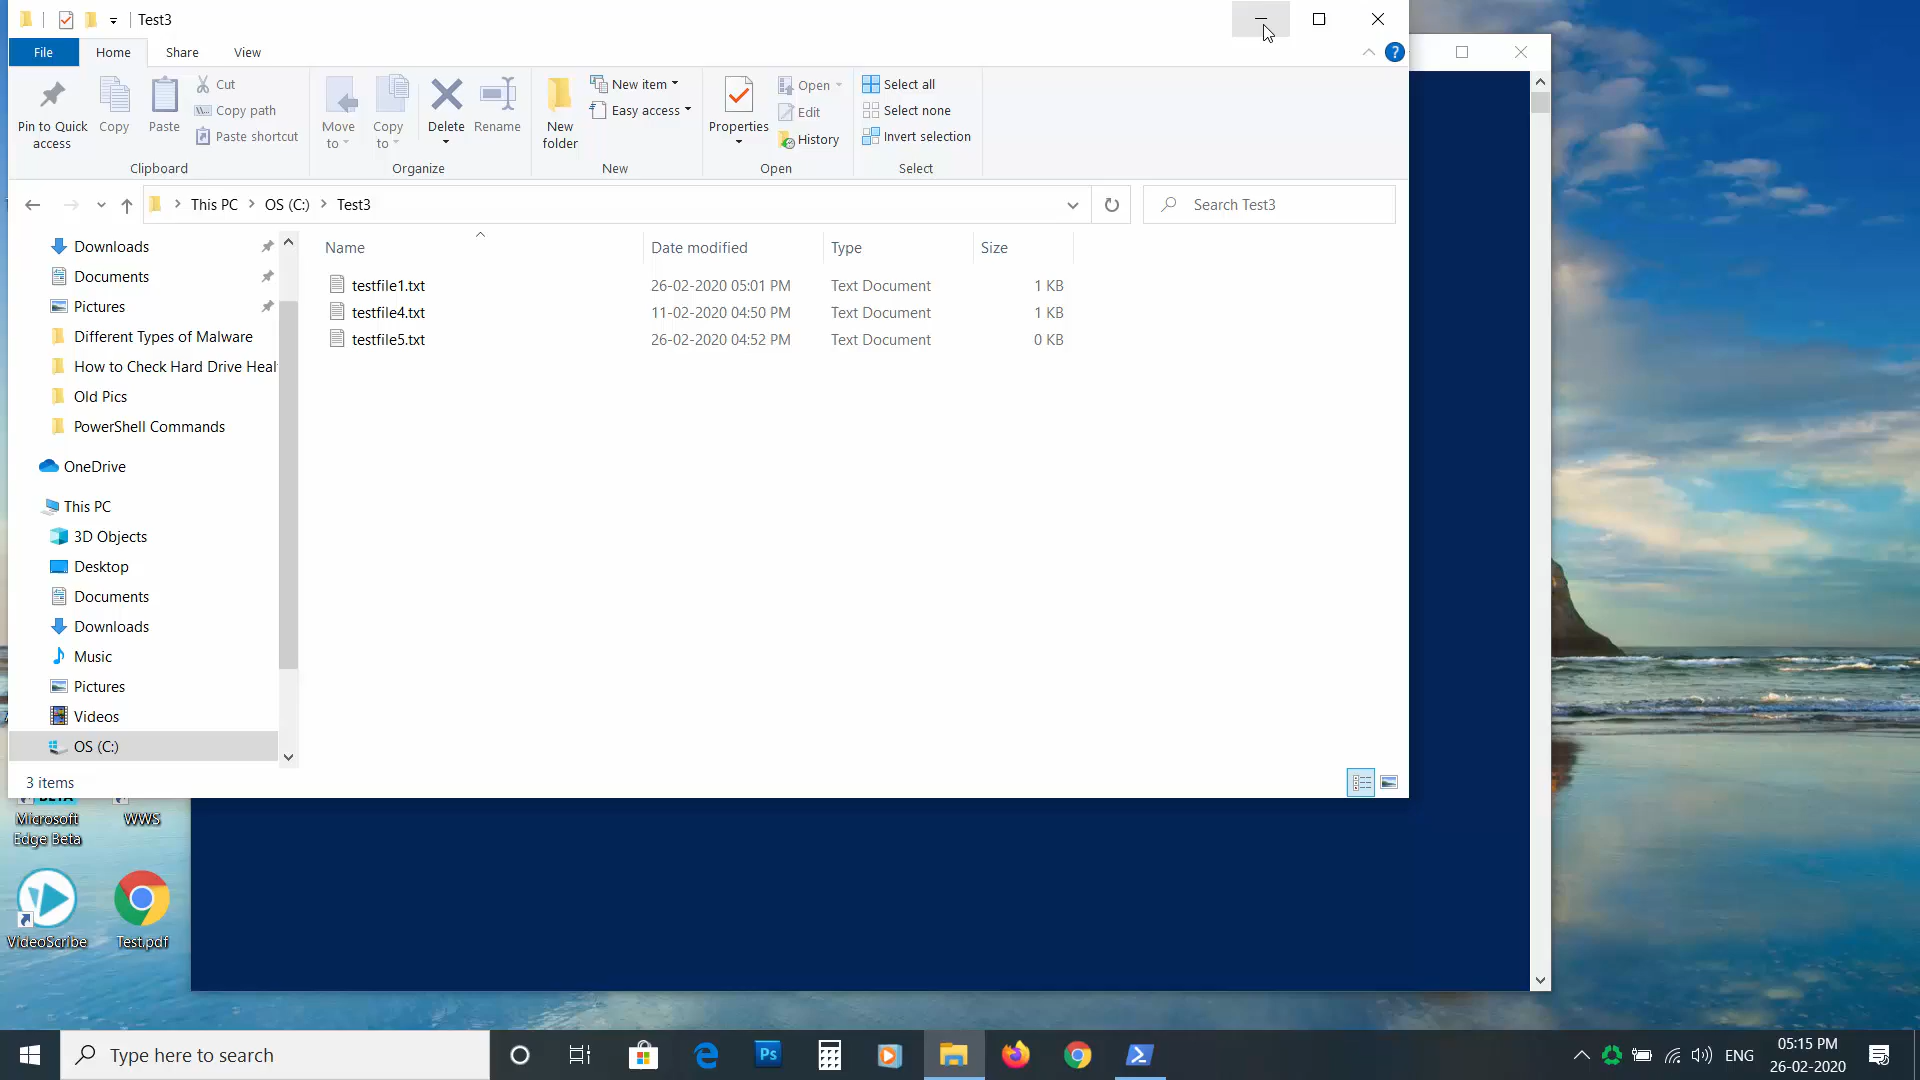 Test3
File Home Share View
Pin to Quick access
Copy
Paste
Cut
Copy path
Paste shortcut
Clipboard
Move to
Copy to
Delete
Rename
Organize
New folder
New item
Easy access
New
Properties
Open
Edit
History
Open
Select all
Select none
Invert selection
Select
This PC OS (C:) Test3
Search Test3
Downloads
Documents
Pictures
Different Types of Malware
How to Check Hard Drive Heal
Old Pics
PowerShell Commands
OneDrive
This PC
3D Objects
Desktop
Documents
Downloads
Music
Pictures
Videos
OS (C:)
Name Date modified Type Size
testfile1.txt 26-02-2020 05:01 PM Text Document 1 KB
testfile4.txt 11-02-2020 04:50 PM Text Document 1 KB
testfile5.txt 26-02-2020 04:52 PM Text Document 0 KB
3 items
BETA
Microsoft Edge Beta
WWS
VideoScribe
Test.pdf
Type here to search
Ps
ENG
05:15 PM
26-02-2020